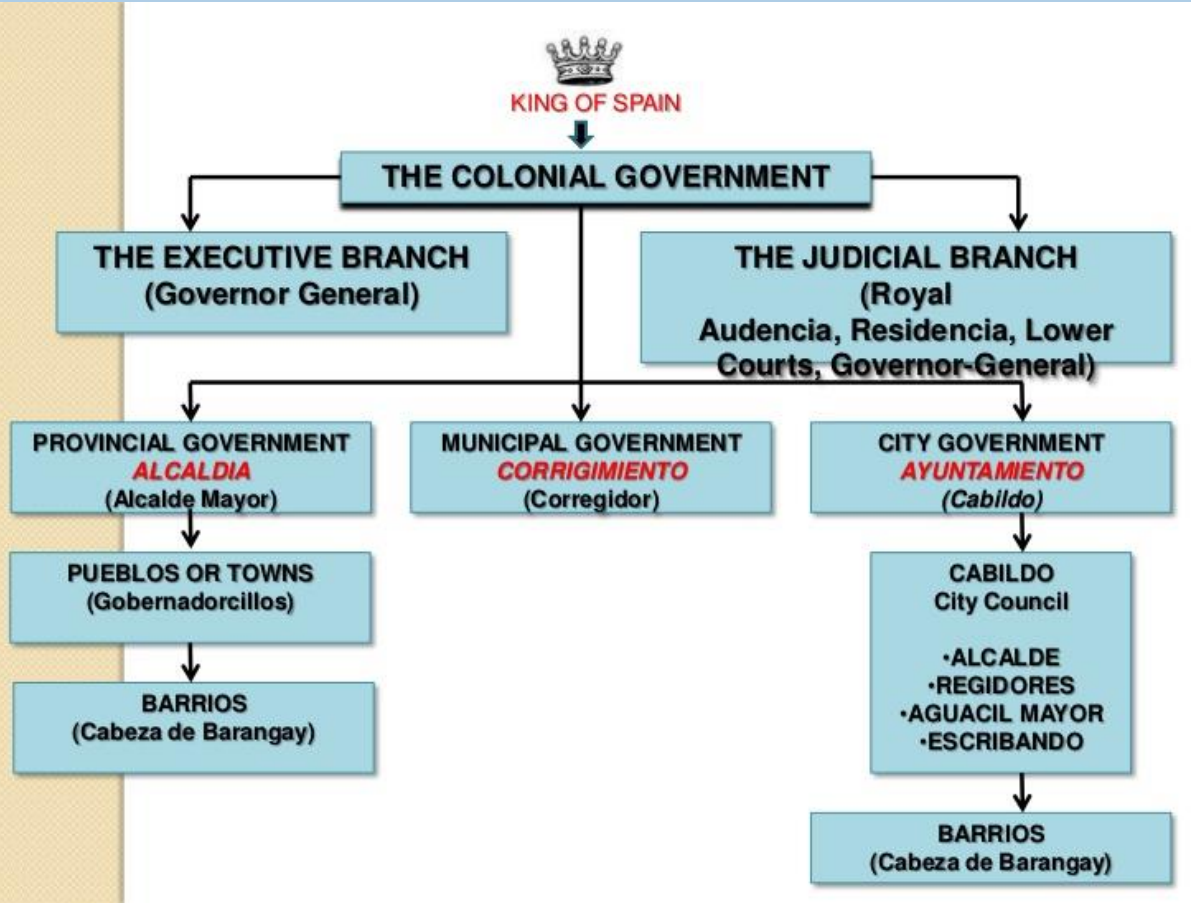 KING OF SPAIN
THE COLONIAL GOVERNMENT
THE EXECUTIVE BRANCH
(Governor General)
THE JUDICIAL BRANCH
(Royal
Audencia, Residencia, Lower
Courts, Governor-General)
PROVINCIAL GOVERNMENT
ALCALDIA
(Alcalde Mayor)
MUNICIPAL GOVERNMENT
CORRIGIMIENTO
(Corregidor)
CITY GOVERNMENT
AYUNTAMIENTO
(Cabildo)
PUEBLOS OR TOWNS
(Gobernadorcillos)
BARRIOS
(Cabeza de Barangay)
CABILDO
City Council
•ALCALDE
•REGIDORES
•AGUACIL MAYOR
•ESCRIBANDO
BARRIOS
(Cabeza de Barangay)